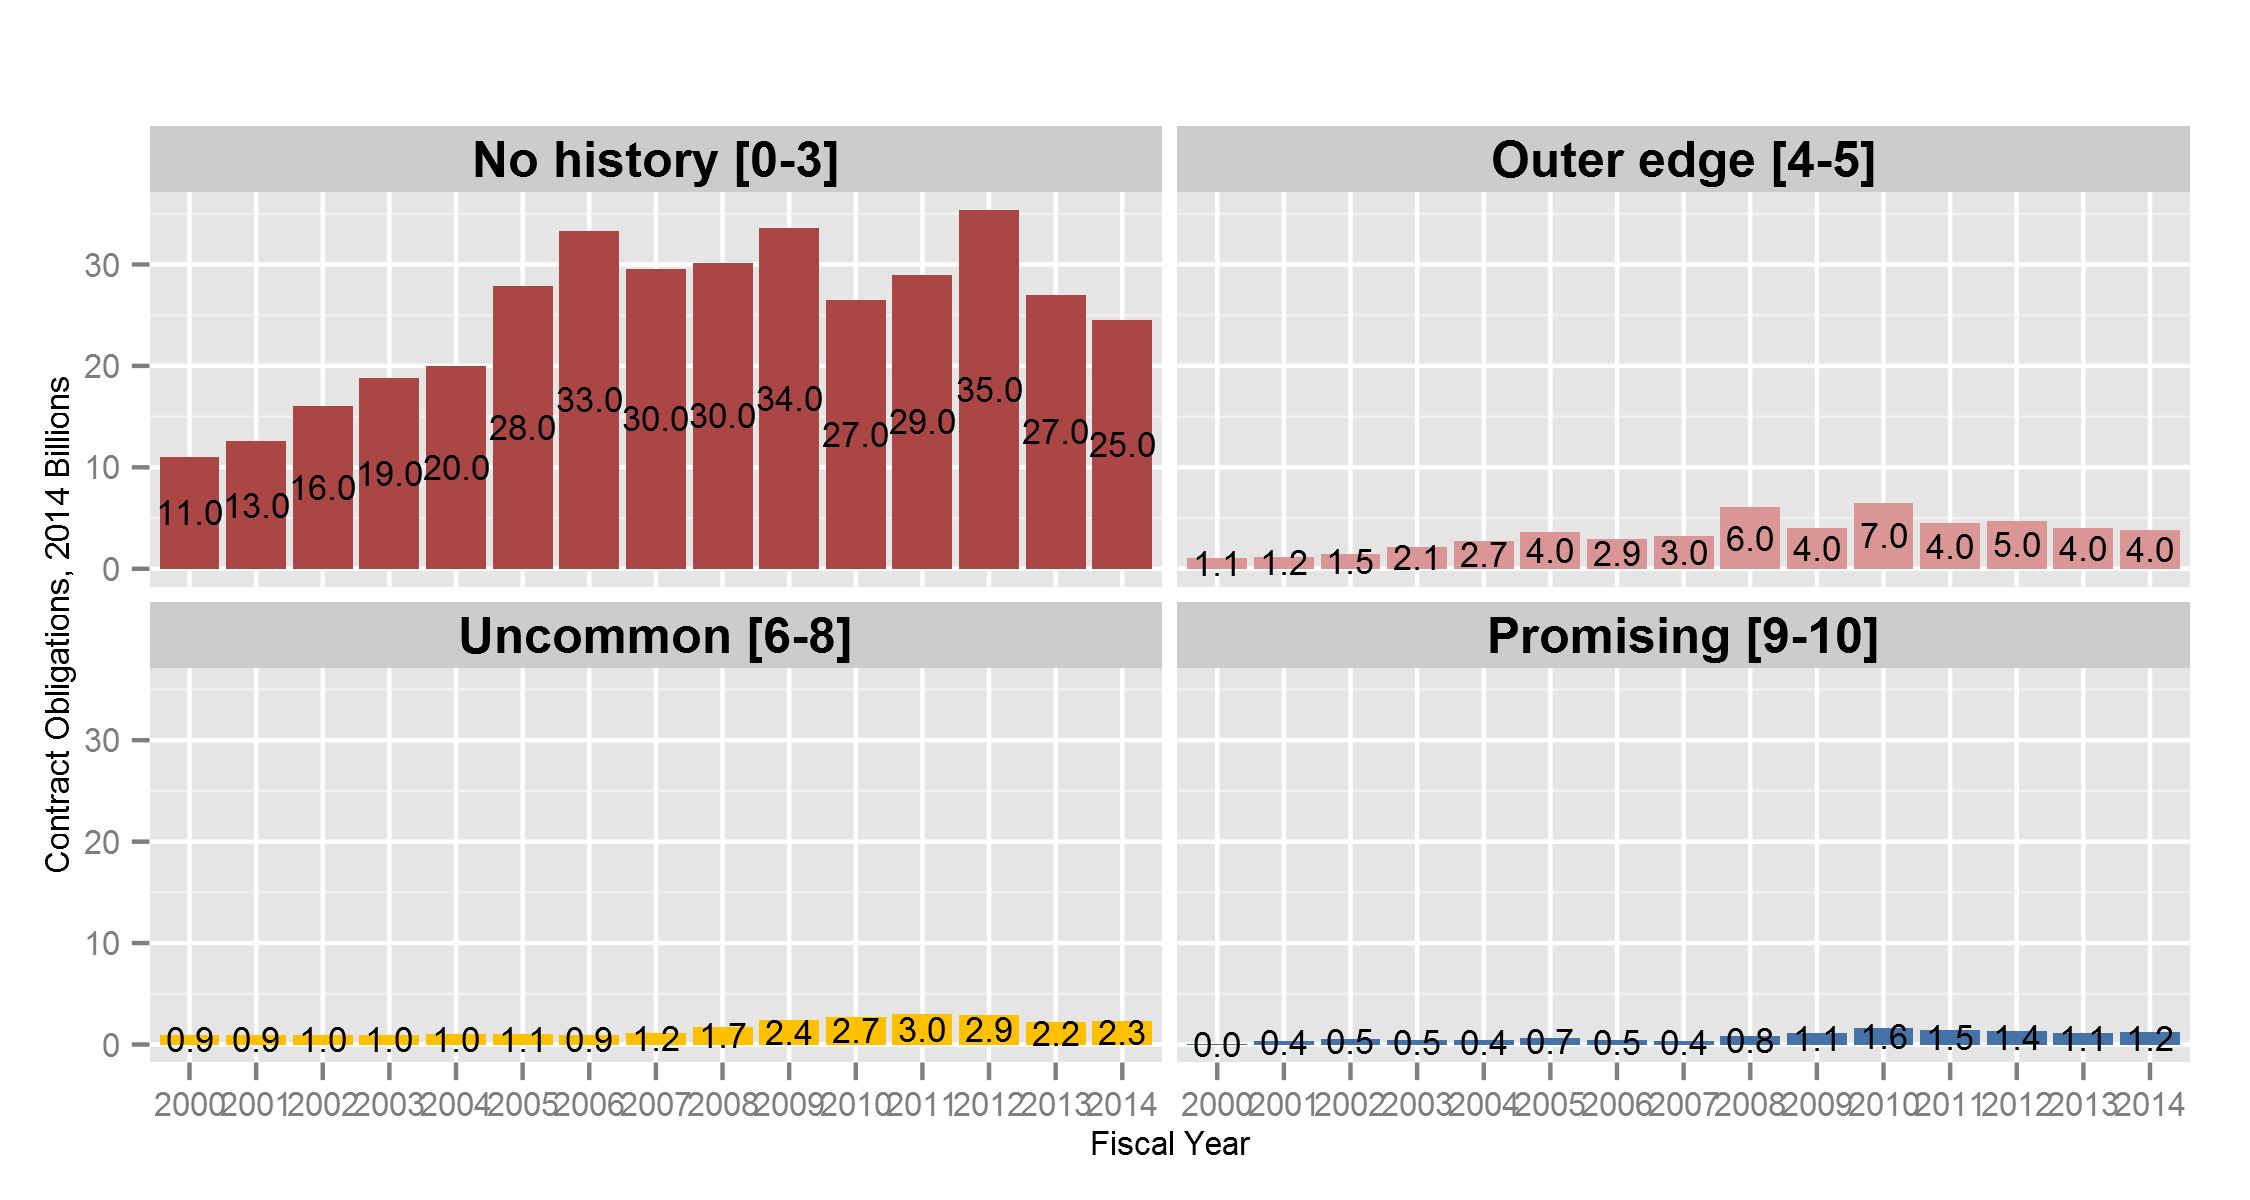 No history [0-3]
Outer edge [4-5]
30
20
10
0
11.0 13.0 16.0 19.0 20.0 28.0 33.0 30.0 30.0 34.0 27.0 29.0 35.0 27.0 25.0
1.1 1.2 1.5 2.1 2.7 4.0 2.9 3.0 6.0 4.0 7.0 4.0 5.0 4.0 4.0
Contract Obligations, 2014 Billions
Uncommon [6-8]
Promising [9-10]
30
20
10
0
0.9 0.9 1.0 1.0 1.0 1.1 0.9 1.2 1.7 2.4 2.7 3.0 2.9 2.2 2.3
0.0 0.4 0.5 0.5 0.4 0.7 0.5 0.4 0.8 1.1 1.6 1.5 1.4 1.1 1.2
2000 2001 2002 2003 2004 2005 2006 2007 2008 2009 2010 2011 2012 2013 2014
2000 2001 2002 2003 2004 2005 2006 2007 2008 2009 2010 2011 2012 2013 2014
Fiscal Year